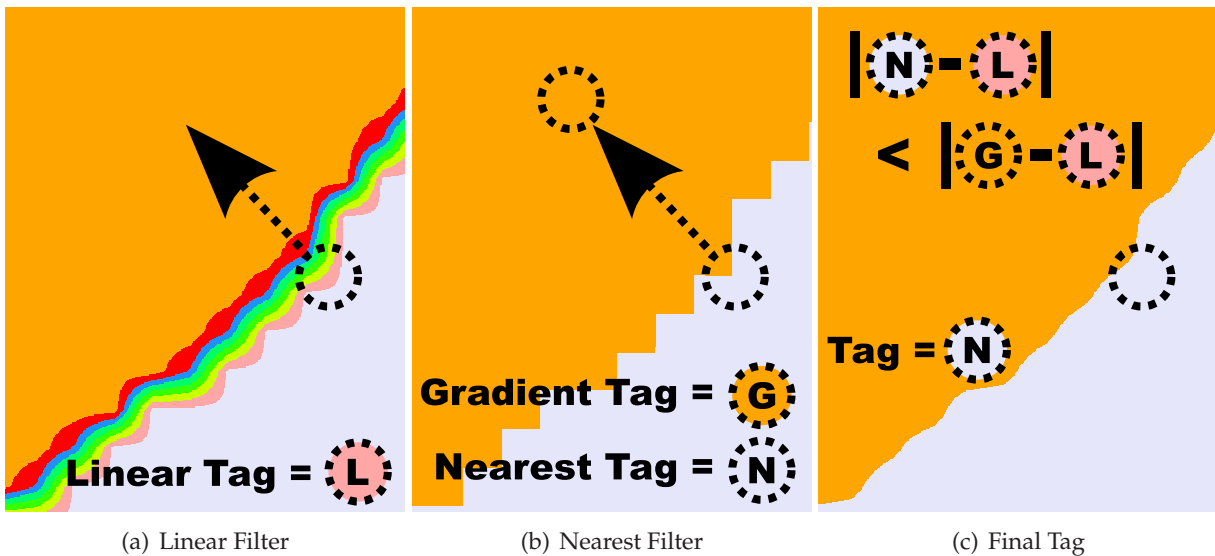 Linear Tag = L
Gradient Tag = G
Nearest Tag = N
|N-L|
< |G-L|
Tag = N
(a) Linear Filter
(b) Nearest Filter
(c) Final Tag